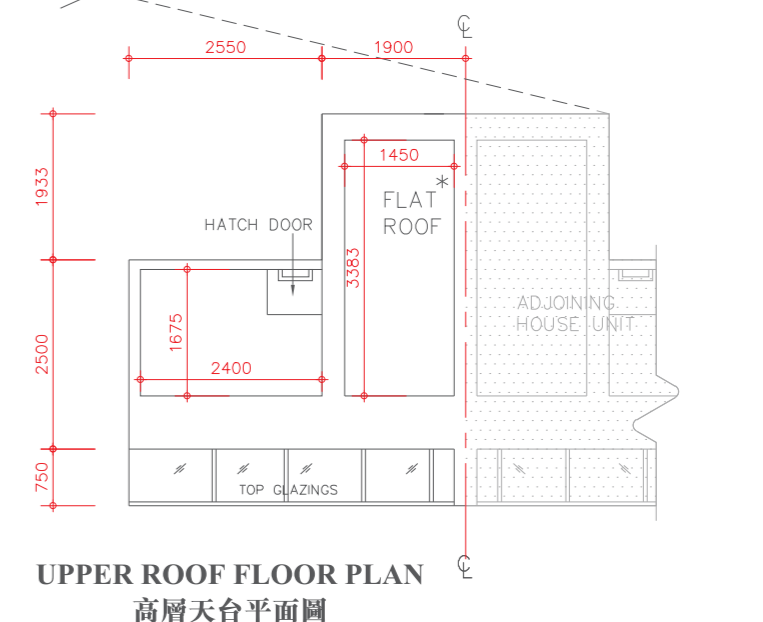 ℄
2550
1900
1933
1450
FLAT *
ROOF
HATCH DOOR
3383
ADJOINING
HOUSE UNIT
1675
2500
2400
750
TOP GLAZINGS
℄
UPPER ROOF FLOOR PLAN
高層天台平面圖